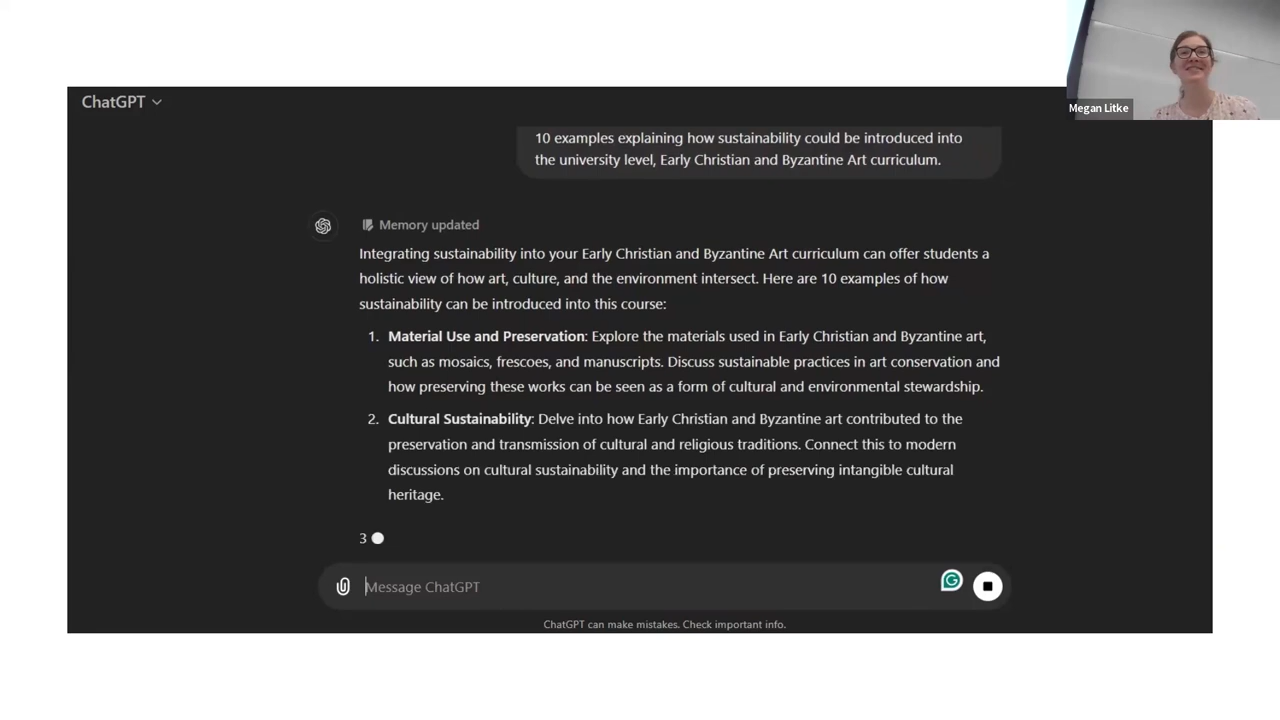 ChatGPT
Megan Litke
10 examples explaining how sustainability could be introduced into
the university level, Early Christian and Byzantine Art curriculum.
Memory updated
Integrating sustainability into your Early Christian and Byzantine Art curriculum can offer students a
holistic view of how art, culture, and the environment intersect. Here are 10 examples of how
sustainability can be introduced into this course:
1. Material Use and Preservation: Explore the materials used in Early Christian and Byzantine art,
such as mosaics, frescoes, and manuscripts. Discuss sustainable practices in art conservation and
how preserving these works can be seen as a form of cultural and environmental stewardship.
2. Cultural Sustainability: Delve into how Early Christian and Byzantine art contributed to the
preservation and transmission of cultural and religious traditions. Connect this to modern
discussions on cultural sustainability and the importance of preserving intangible cultural
heritage.
3
Message ChatGPT
ChatGPT can make mistakes. Check important info.